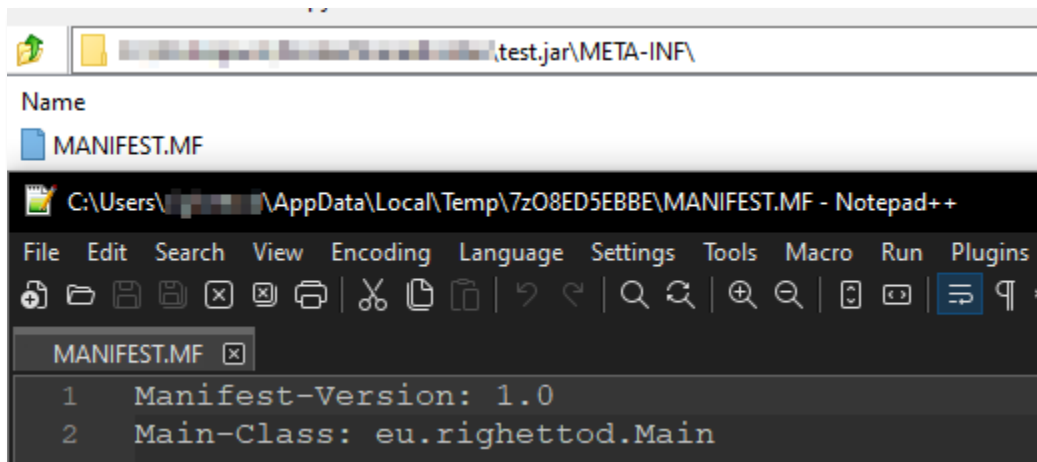 \test.jar\META-INF\
Name
MANIFEST.MF
C:\Users\ \AppData\Local\Temp\7zO8ED5EBBE\MANIFEST.MF - Notepad++
File Edit Search View Encoding Language Settings Tools Macro Run Plugins
MANIFEST.MF
1 Manifest-Version: 1.0
2 Main-Class: eu.righettod.Main